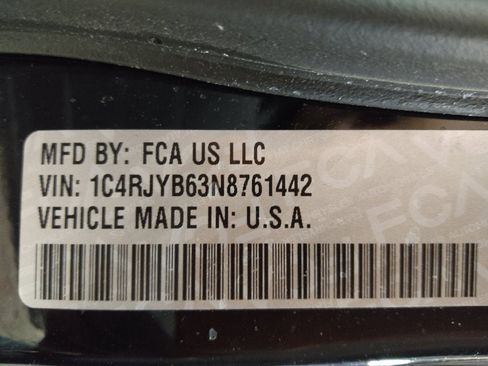 MFD BY: FCA US LLC
VIN: 1C4RJYB63N8761442
VEHICLE MADE IN: U.S.A.